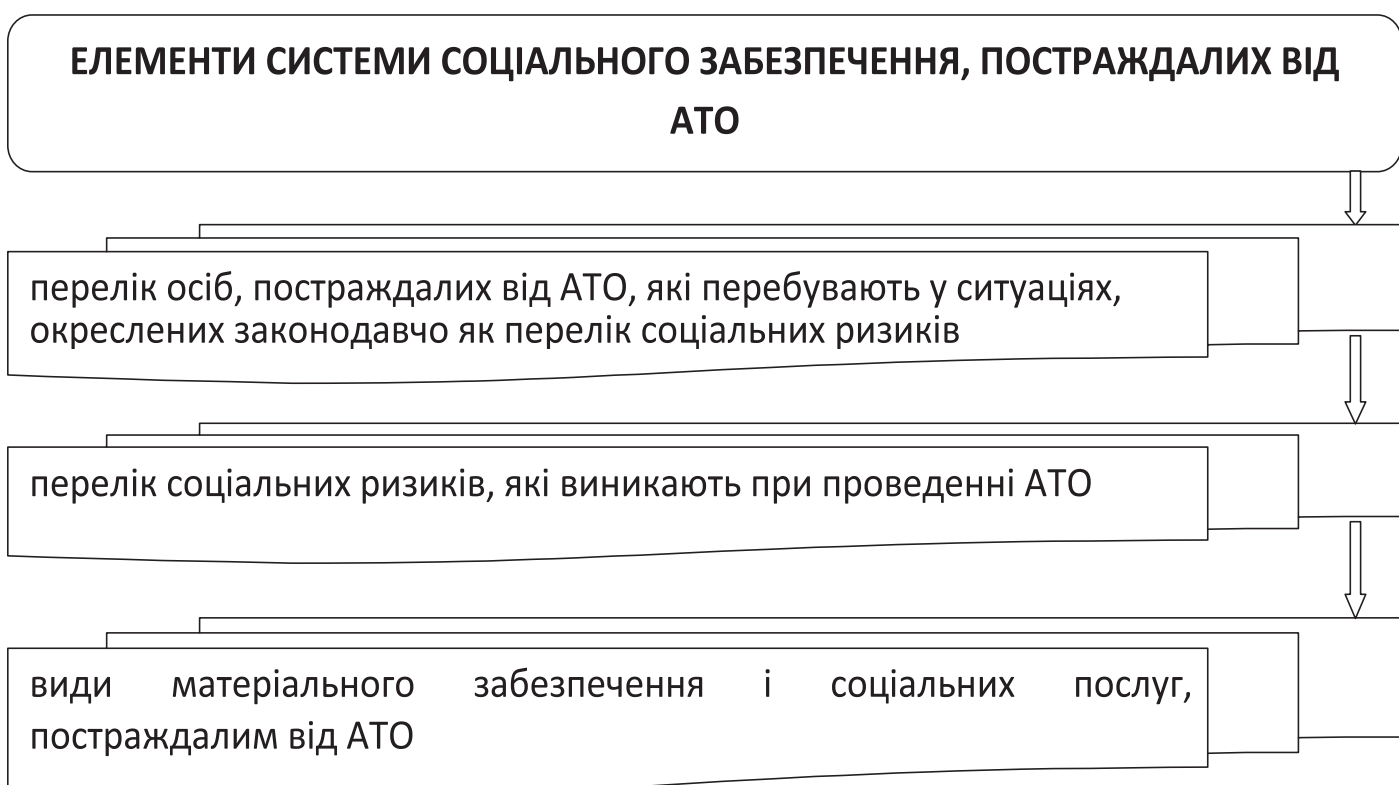 ЕЛЕМЕНТИ СИСТЕМИ СОЦІАЛЬНОГО ЗАБЕЗПЕЧЕННЯ, ПОСТРАЖДАЛИХ ВІД
АТО
перелік осіб, постраждалих від АТО, які перебувають у ситуаціях,
окреслених законодавчо як перелік соціальних ризиків
перелік соціальних ризиків, які виникають при проведенні АТО
види матеріального забезпечення і соціальних послуг,
постраждалим від АТО